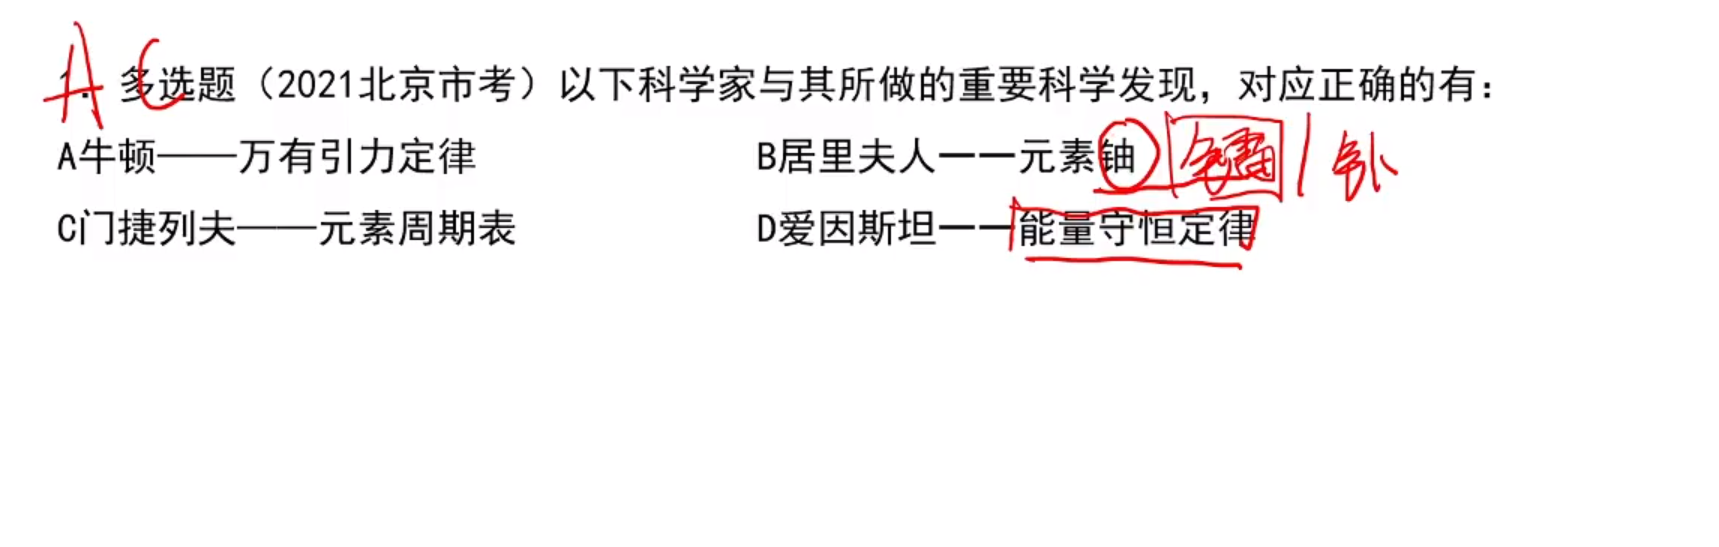 AC
1. 多选题（2021北京市考）以下科学家与其所做的重要科学发现，对应正确的有：
A牛顿——万有引力定律
B居里夫人——元素铀 镭 / 钋
C门捷列夫——元素周期表
D爱因斯坦——能量守恒定律